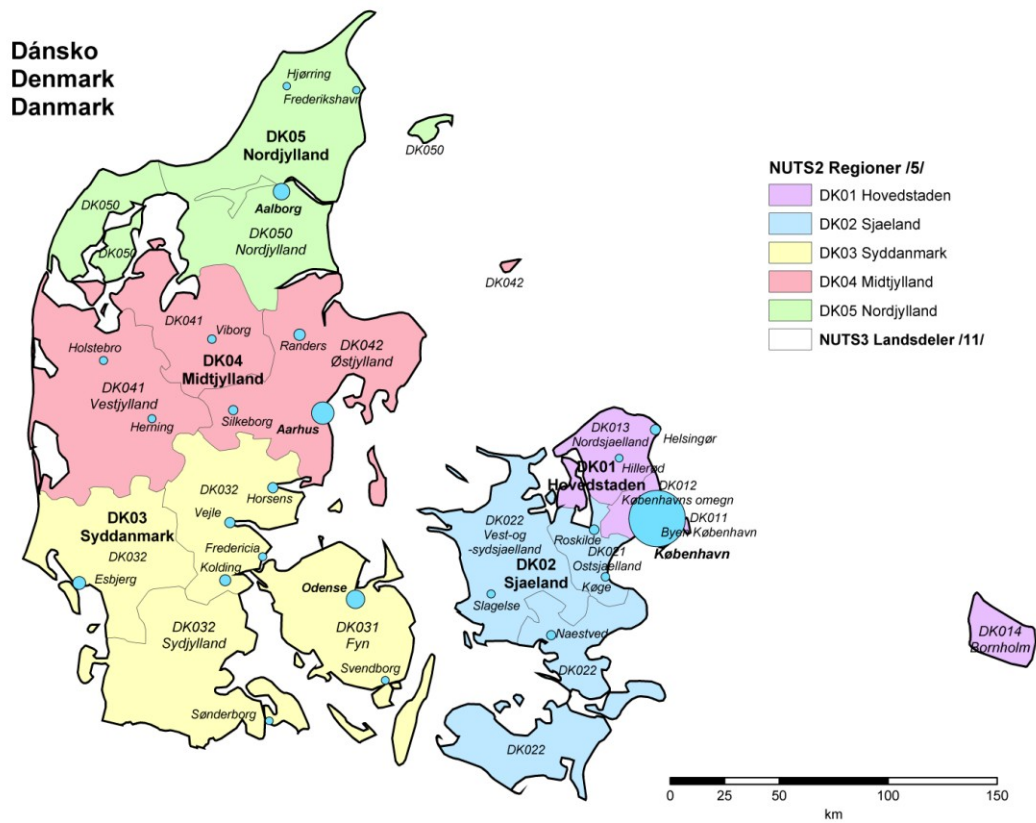 Dánsko
Denmark
Danmark
Hjørring
Frederikshavn
DK05
Nordjylland
DK050
DK050
Aalborg
DK050
DK050
Nordjylland
DK042
DK041
Viborg
Randers
Holstebro
DK04
Midtjylland
DK042
Østjylland
DK041
Vestjylland
Herning
Silkeborg
Aarhus
DK032
Horsens
DK03
Syddanmark
Vejle
DK032
Fredericia
Kolding
Esbjerg
Odense
DK032
Sydjylland
DK031
Fyn
Svendborg
Sønderborg
DK013
Nordsjaelland
Helsingør
DK01
Hovedstaden
Hillerød
DK012
Københavns omegn
DK011
Byen København
København
DK022
Vest-og
-sydsjaelland
Roskilde
DK021
Ostsjaelland
DK02
Sjaeland
Køge
Slagelse
Naestved
DK022
DK022
DK014
Bornholm
NUTS2 Regioner /5/
DK01 Hovedstaden
DK02 Sjaeland
DK03 Syddanmark
DK04 Midtjylland
DK05 Nordjylland
NUTS3 Landsdeler /11/
0 25 50 100 150
km